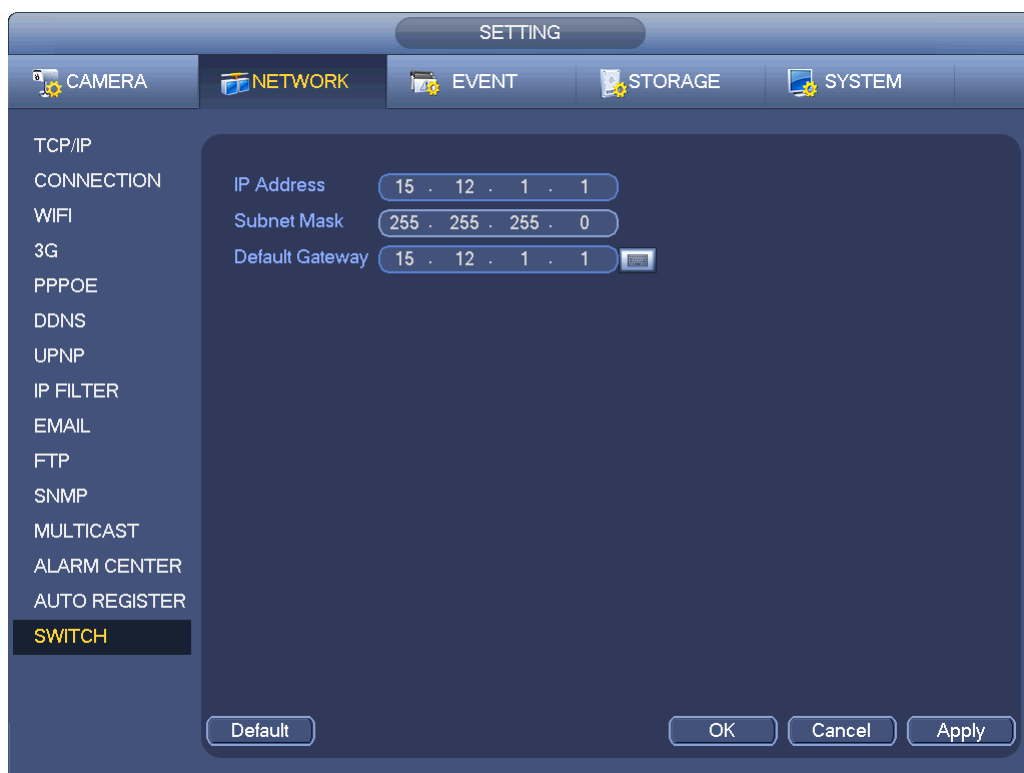 SETTING
CAMERA NETWORK EVENT STORAGE SYSTEM
TCP/IP
CONNECTION
WIFI
3G
PPPOE
DDNS
UPNP
IP FILTER
EMAIL
FTP
SNMP
MULTICAST
ALARM CENTER
AUTO REGISTER
SWITCH
IP Address 15 . 12 . 1 . 1
Subnet Mask 255 . 255 . 255 . 0
Default Gateway 15 . 12 . 1 . 1
Default OK Cancel Apply